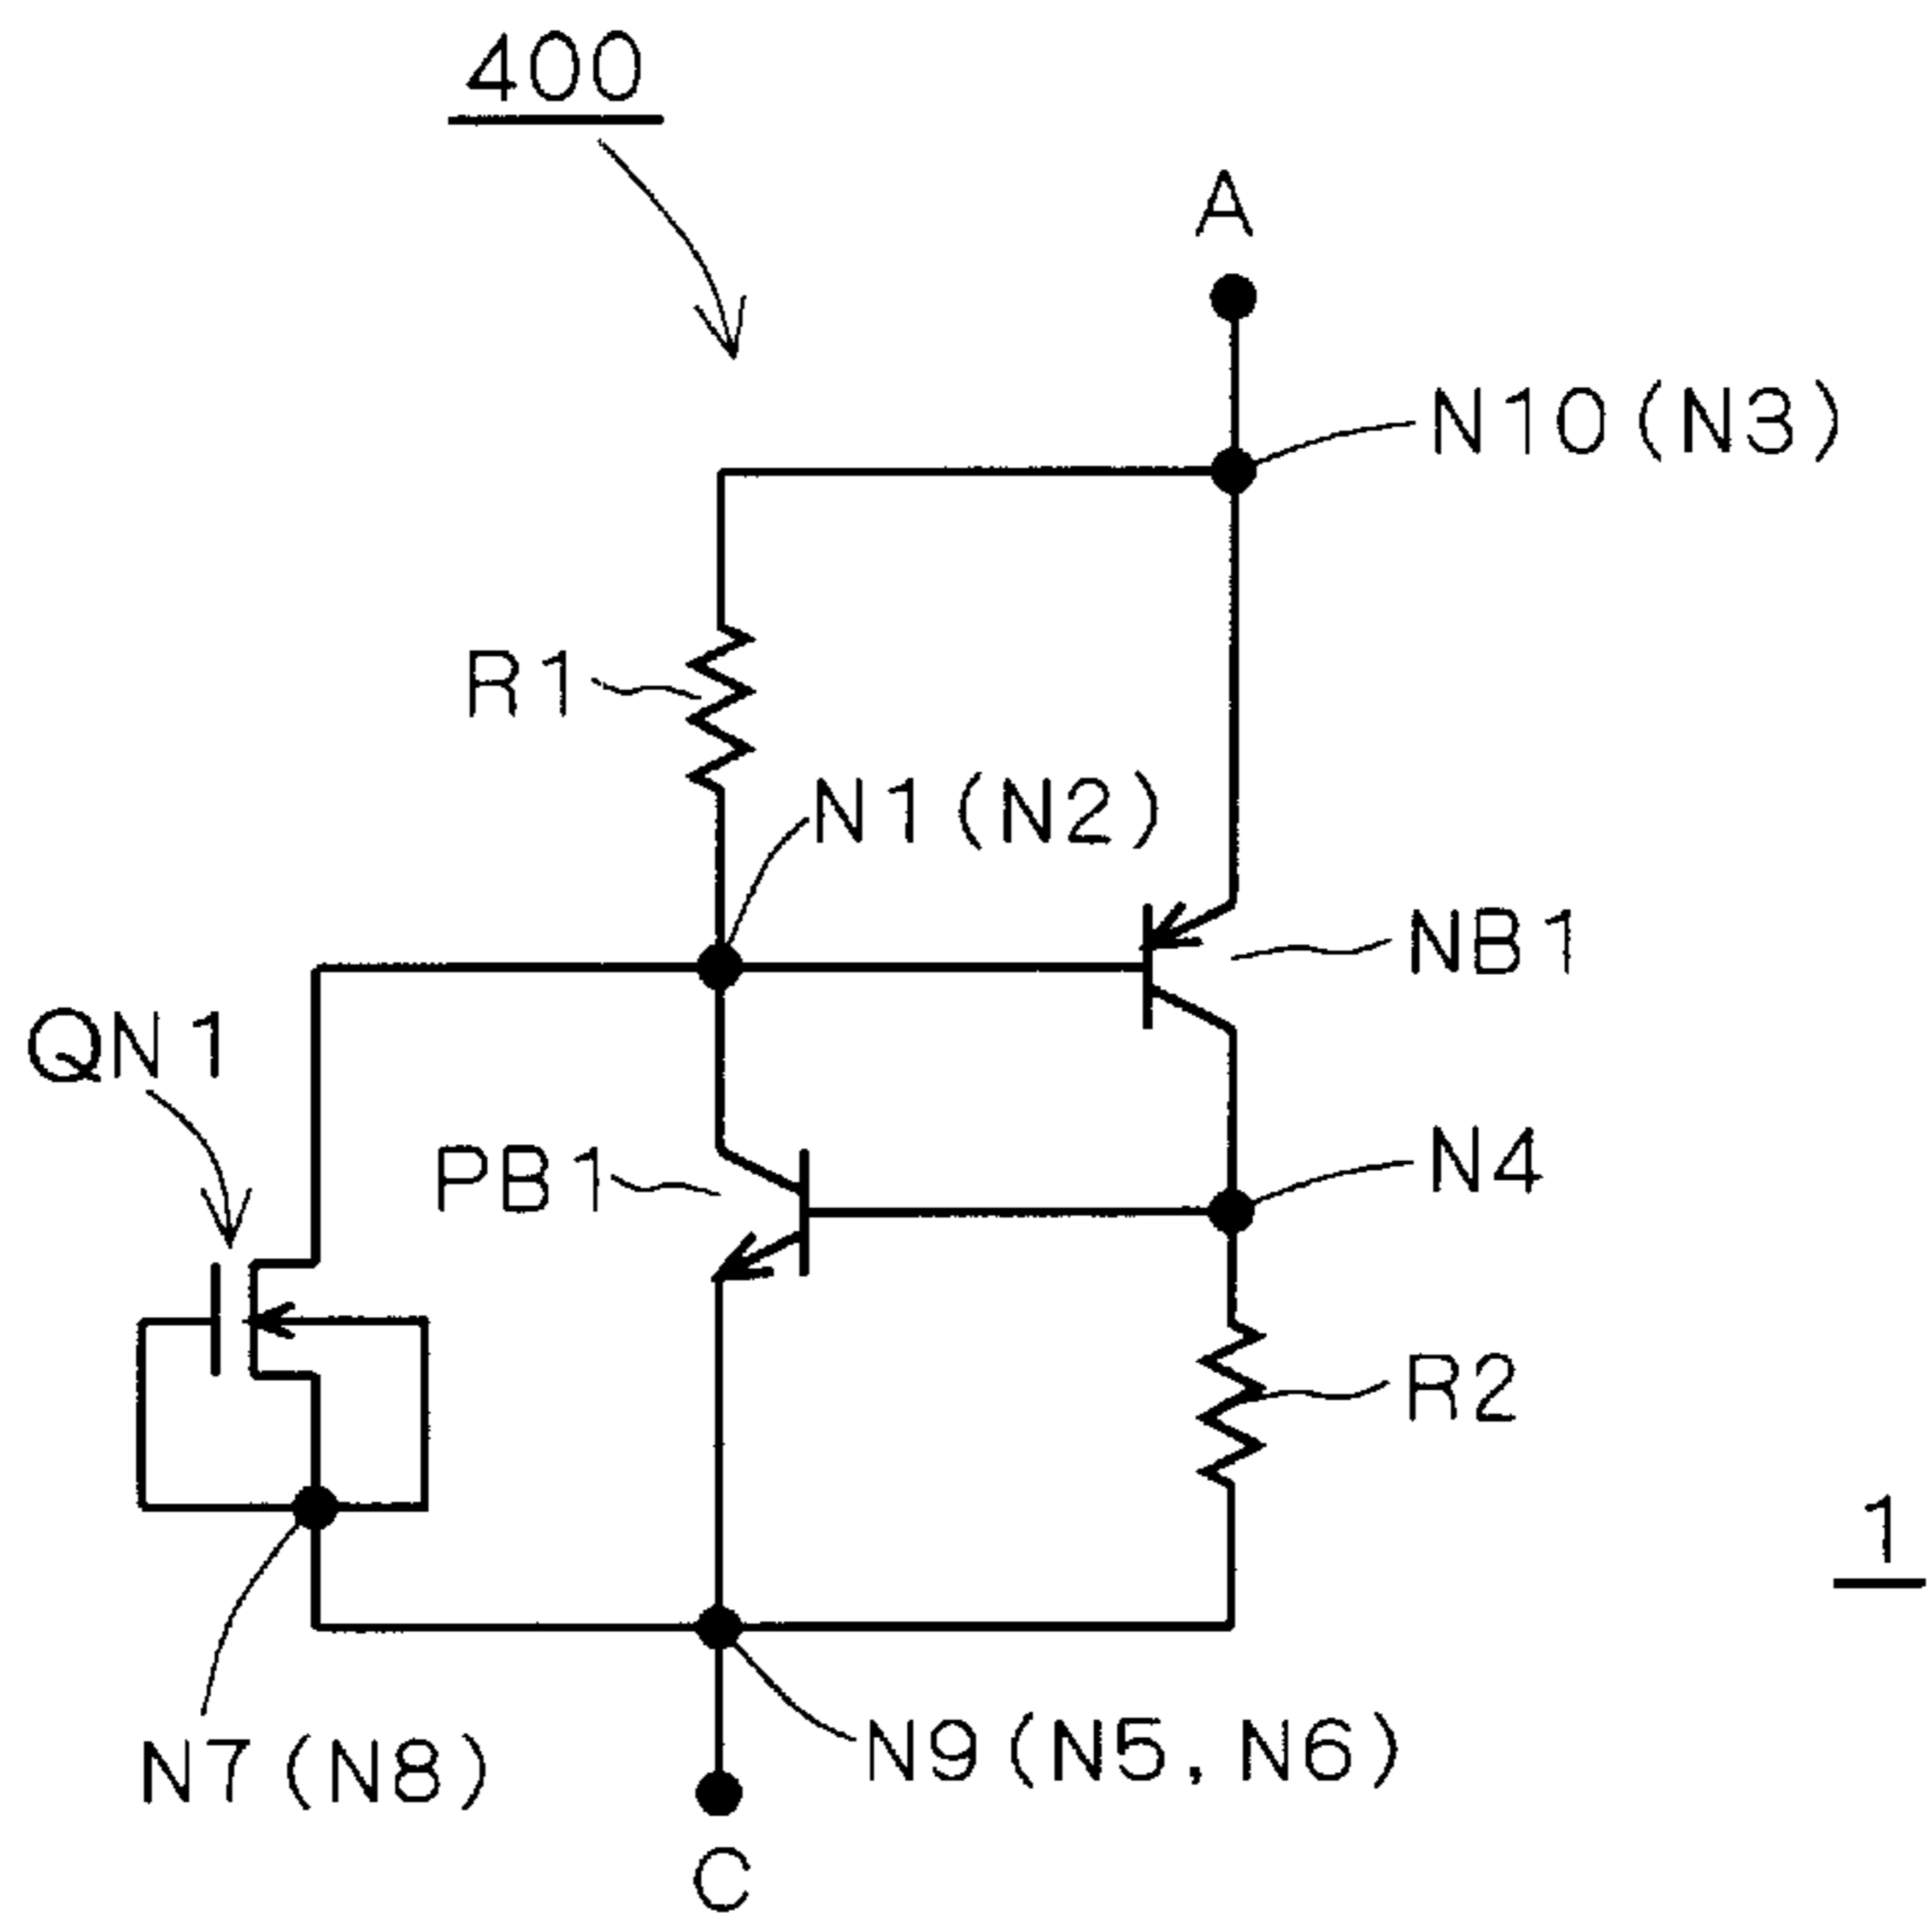 400
A
N10(N3)
R1
N1(N2)
NB1
QN1
PB1
N4
R2
1
N7(N8)
N9(N5,N6)
C